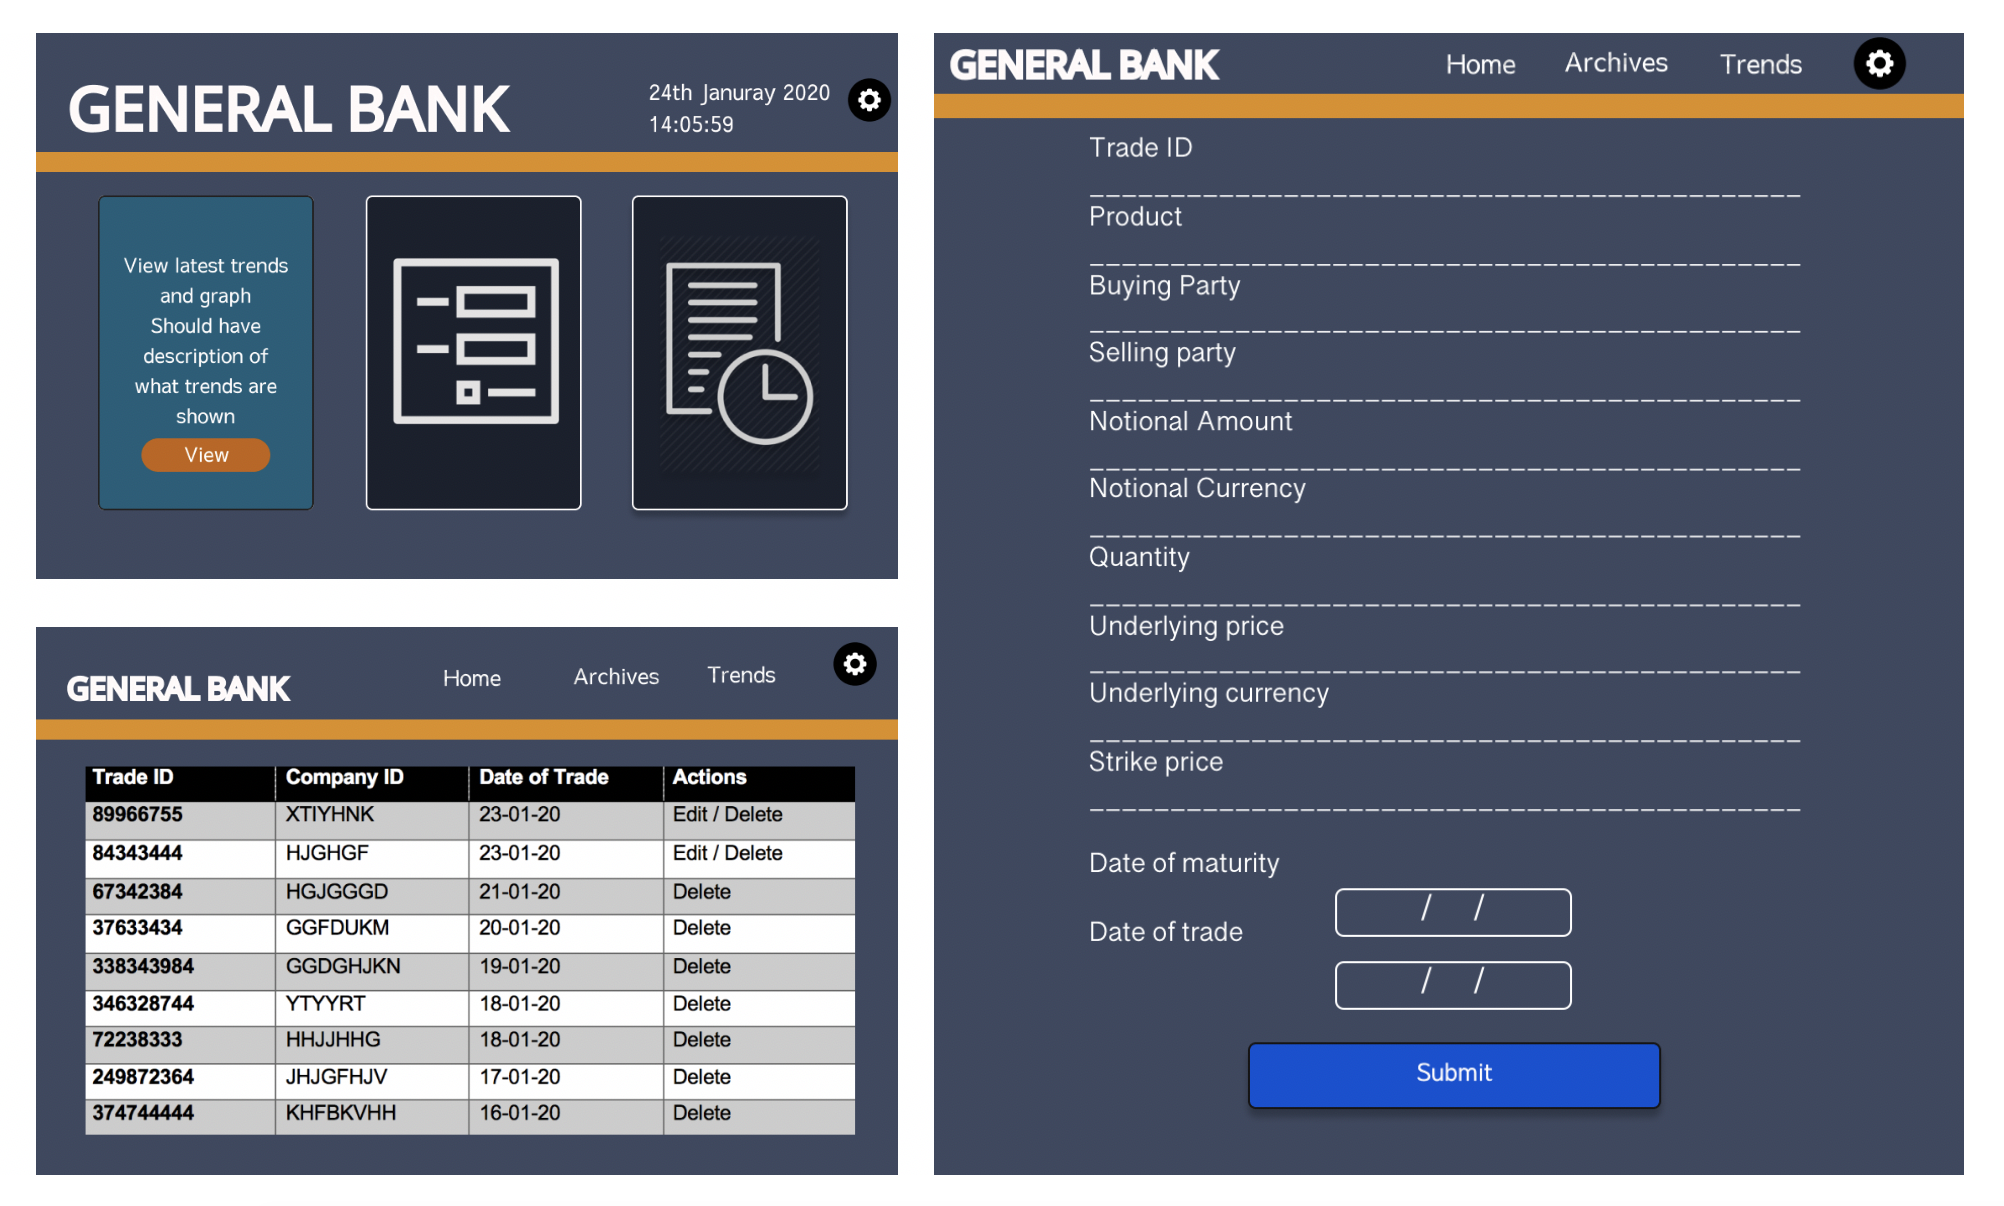 GENERAL BANK
24th Januray 2020
14:05:59
View latest trends
and graph
Should have
description of
what trends are
shown
View
GENERAL BANK
Home Archives Trends
Trade ID Company ID Date of Trade Actions
89966755 XTIYHNK 23-01-20 Edit / Delete
84343444 HJGHGF 23-01-20 Edit / Delete
67342384 HGJGGGD 21-01-20 Delete
37633434 GGFDUKM 20-01-20 Delete
338343984 GGDGHJKN 19-01-20 Delete
346328744 YTYYRT 18-01-20 Delete
72238333 HHJJHHG 18-01-20 Delete
249872364 JHJGFHJV 17-01-20 Delete
374744444 KHFBKVHH 16-01-20 Delete
GENERAL BANK Home Archives Trends
Trade ID
Product
Buying Party
Selling party
Notional Amount
Notional Currency
Quantity
Underlying price
Underlying currency
Strike price
Date of maturity
/ /
Date of trade
/ /
Submit